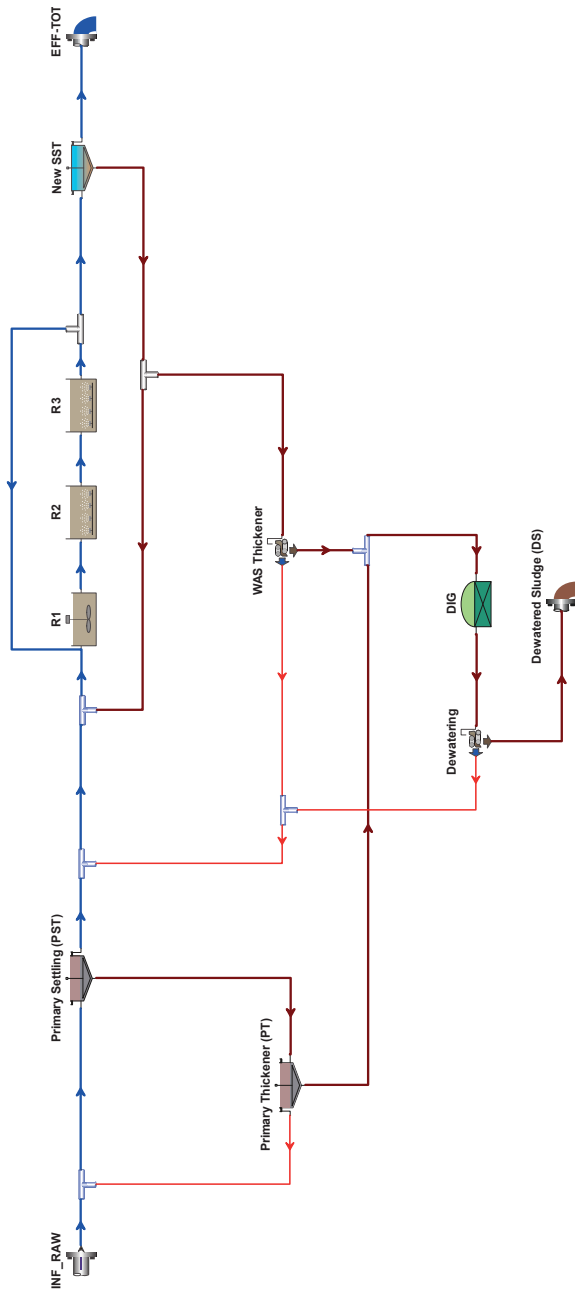 INF_RAW
Primary Settling (PST)
R1
R2
R3
New SST
EFF-TOT
Primary Thickener (PT)
WAS Thickener
Dewatering
DIG
Dewatered Sludge (DS)